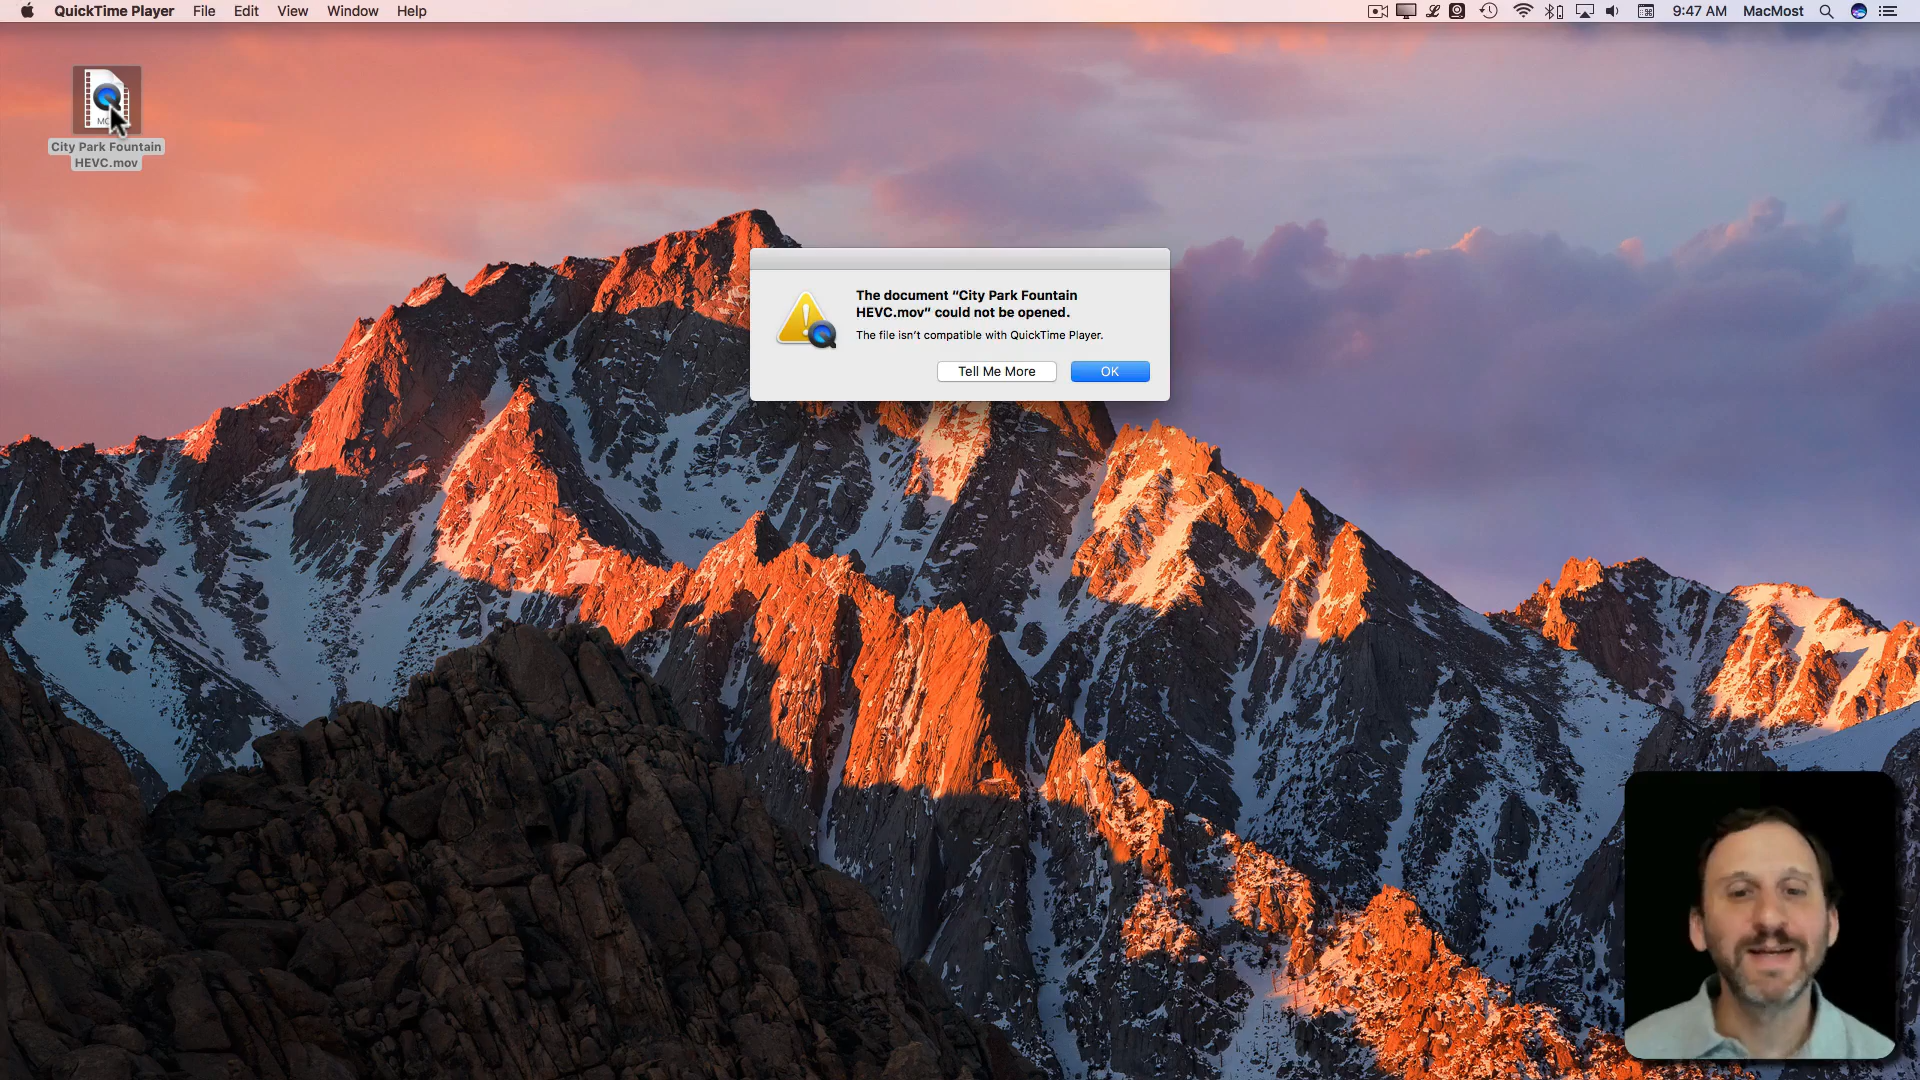 QuickTime Player File Edit View Window Help 9:47 AM MacMost
City Park Fountain
HEVC.mov
The document “City Park Fountain
HEVC.mov” could not be opened.
The file isn’t compatible with QuickTime Player.
Tell Me More OK